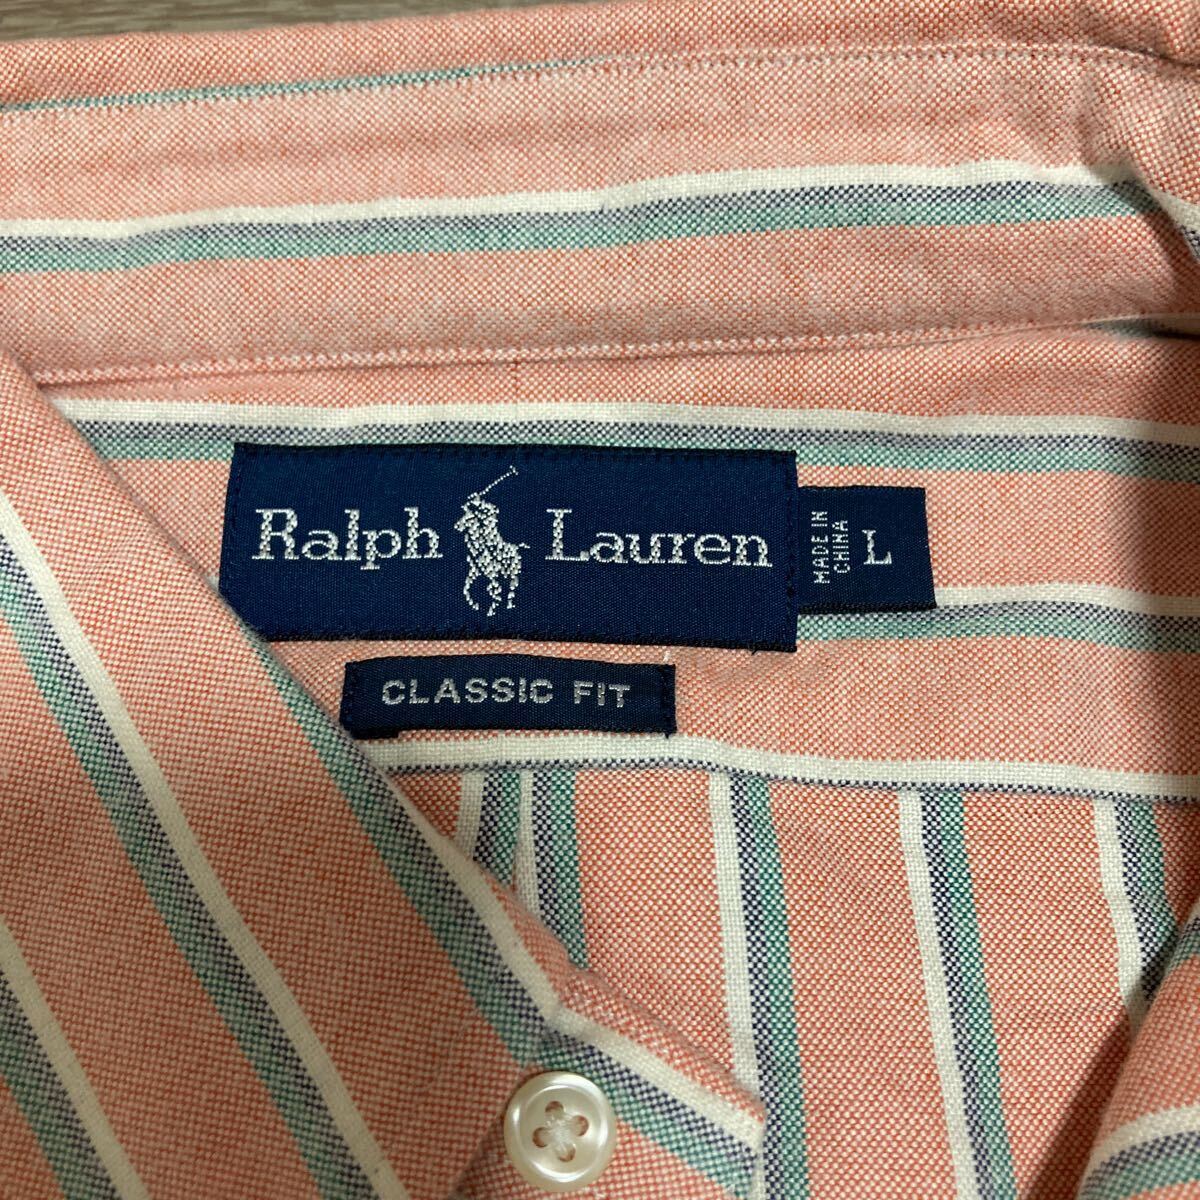 Ralph Lauren
MADE IN
CHINA
L
CLASSIC FIT